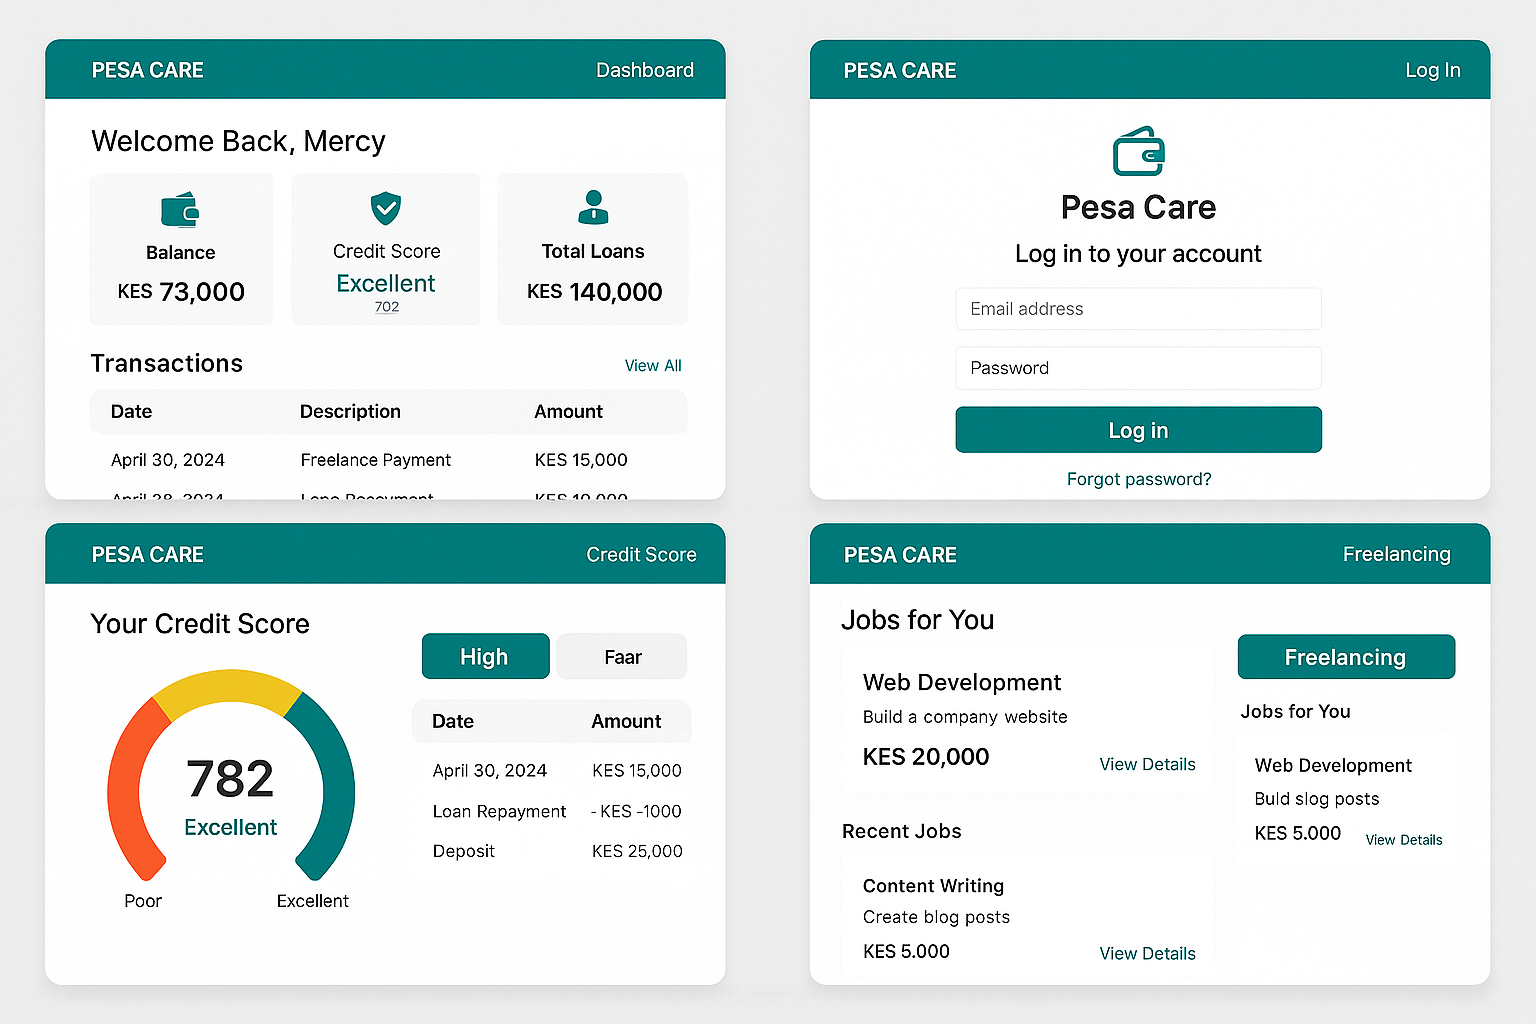 PESA CARE Dashboard
Welcome Back, Mercy
Balance
KES 73,000
Credit Score
Excellent
702
Total Loans
KES 140,000
Transactions View All
Date Description Amount
April 30, 2024 Freelance Payment KES 15,000
PESA CARE Log In
Pesa Care
Log in to your account
Email address
Password
Log in
Forgot password?
PESA CARE Credit Score
Your Credit Score
782
Excellent
Poor Excellent
High Faar
Date Amount
April 30, 2024 KES 15,000
Loan Repayment - KES -1000
Deposit KES 25,000
PESA CARE Freelancing
Jobs for You
Web Development
Build a company website
KES 20,000 View Details
Recent Jobs
Content Writing
Create blog posts
KES 5.000 View Details
Freelancing
Jobs for You
Web Development
Buld slog posts
KES 5.000 View Details